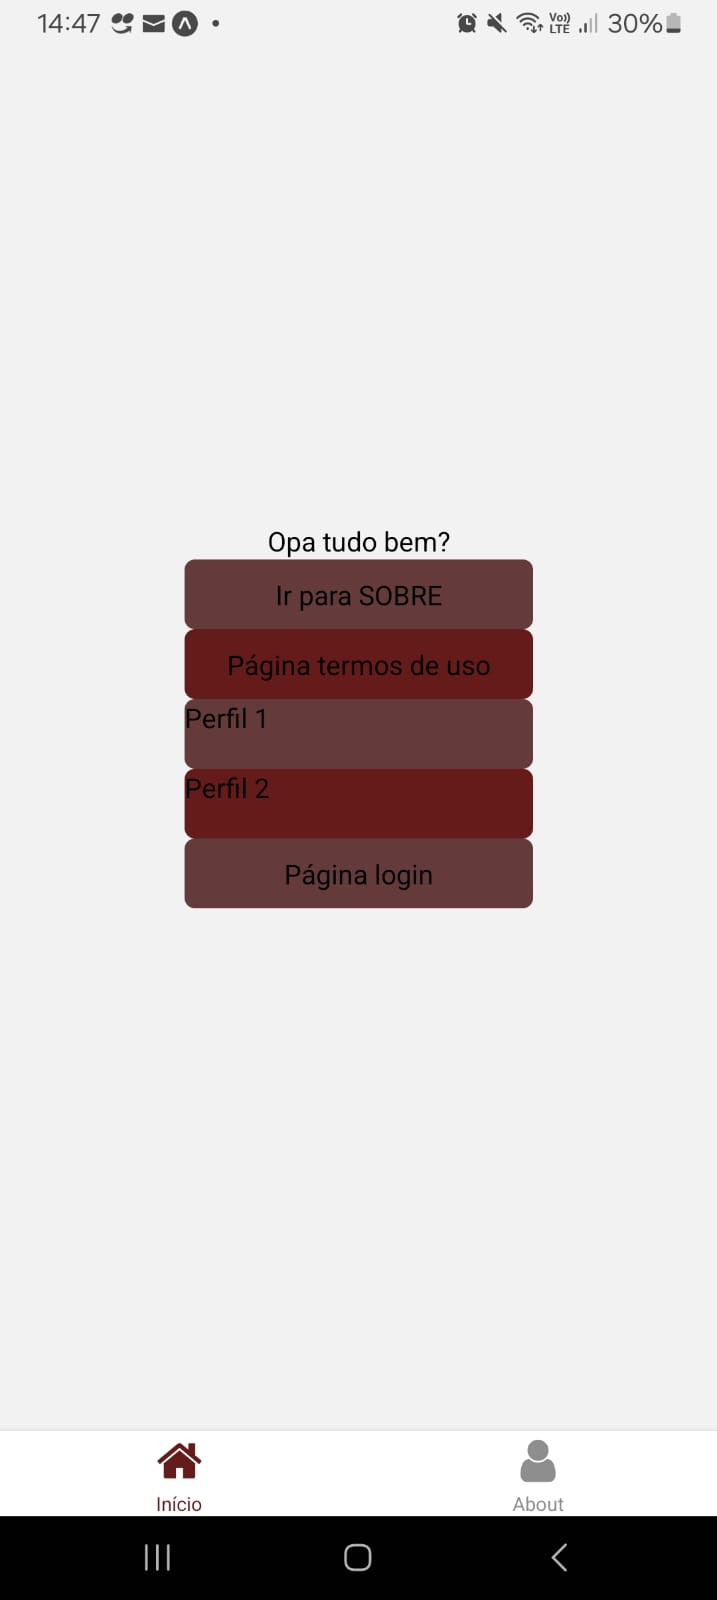 14:47
Vo))
LTE
30%
Opa tudo bem?
Ir para SOBRE
Página termos de uso
Perfil 1
Perfil 2
Página login
Início
About